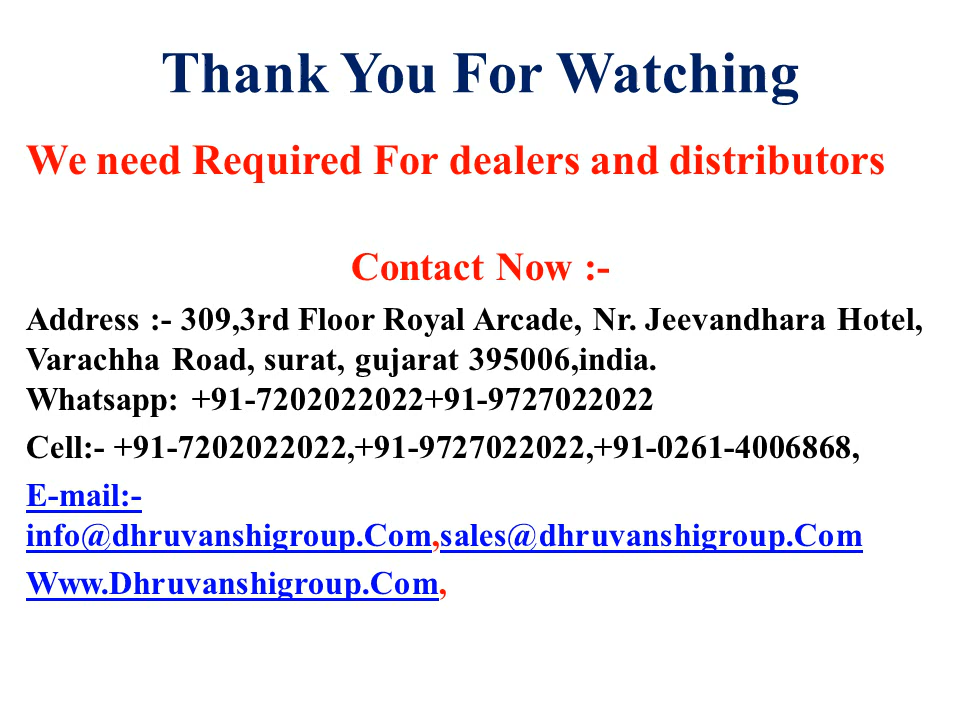 Thank You For Watching
We need Required For dealers and distributors
Contact Now :-
Address :- 309,3rd Floor Royal Arcade, Nr. Jeevandhara Hotel,
Varachha Road, surat, gujarat 395006,india.
Whatsapp: +91-7202022022+91-9727022022
Cell:- +91-7202022022,+91-9727022022,+91-0261-4006868,
E-mail:-
info@dhruvanshigroup.Com,sales@dhruvanshigroup.Com
Www.Dhruvanshigroup.Com,